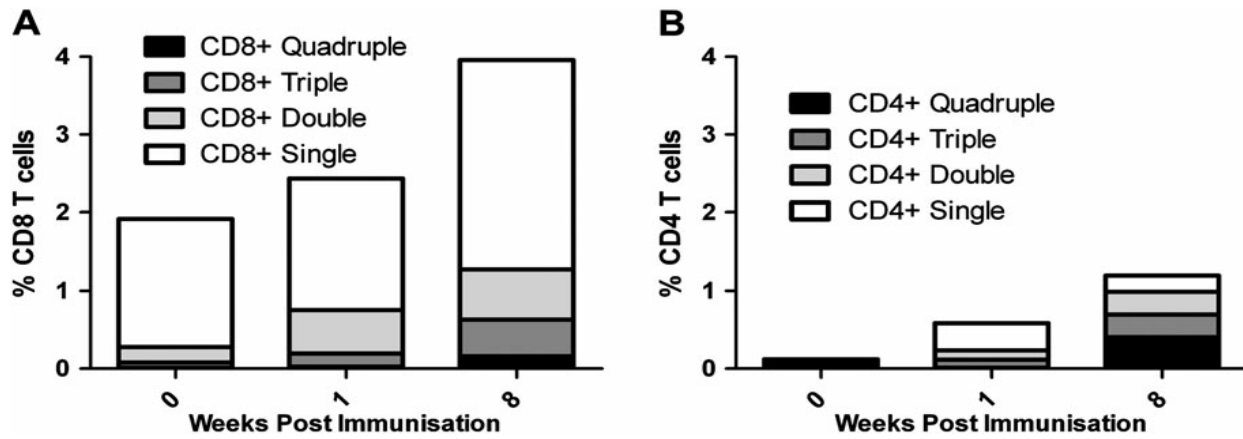 A
CD8+ Quadruple
CD8+ Triple
CD8+ Double
CD8+ Single
% CD8 T cells
4
3
2
1
0
0
1
8
Weeks Post Immunisation
B
CD4+ Quadruple
CD4+ Triple
CD4+ Double
CD4+ Single
% CD4 T cells
4
3
2
1
0
0
1
8
Weeks Post Immunisation